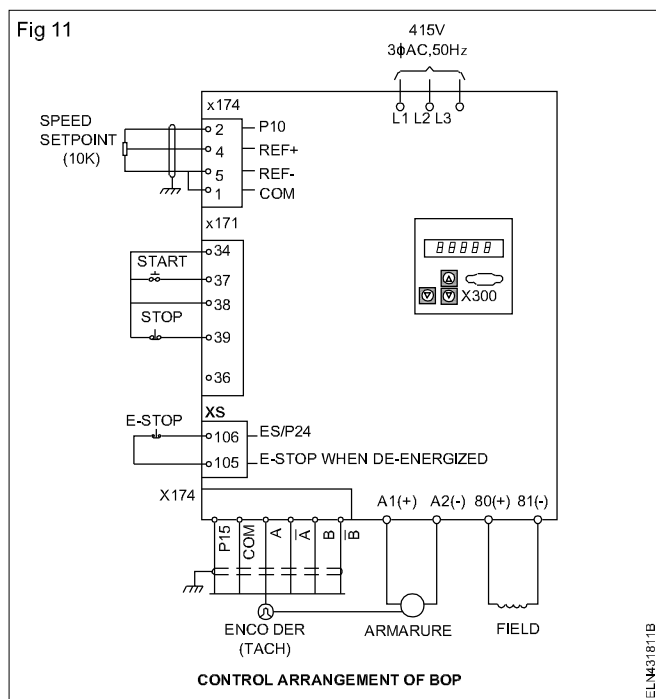 Fig 11
415V
3ϕAC,50Hz
L1 L2 L3
x174
SPEED
SETPOINT
(10K)
2 P10
4 REF+
5 REF-
1 COM
x171
34
START
37
38
STOP
39
36
88888
X300
XS
E-STOP
106 ES/P24
105 E-STOP WHEN DE-ENERGIZED
X174
A1(+) A2(-) 80(+) 81(-)
P15 COM A A̅ B B̅
ENCO DER
(TACH)
ARMARURE
FIELD
CONTROL ARRANGEMENT OF BOP
ELN431811B